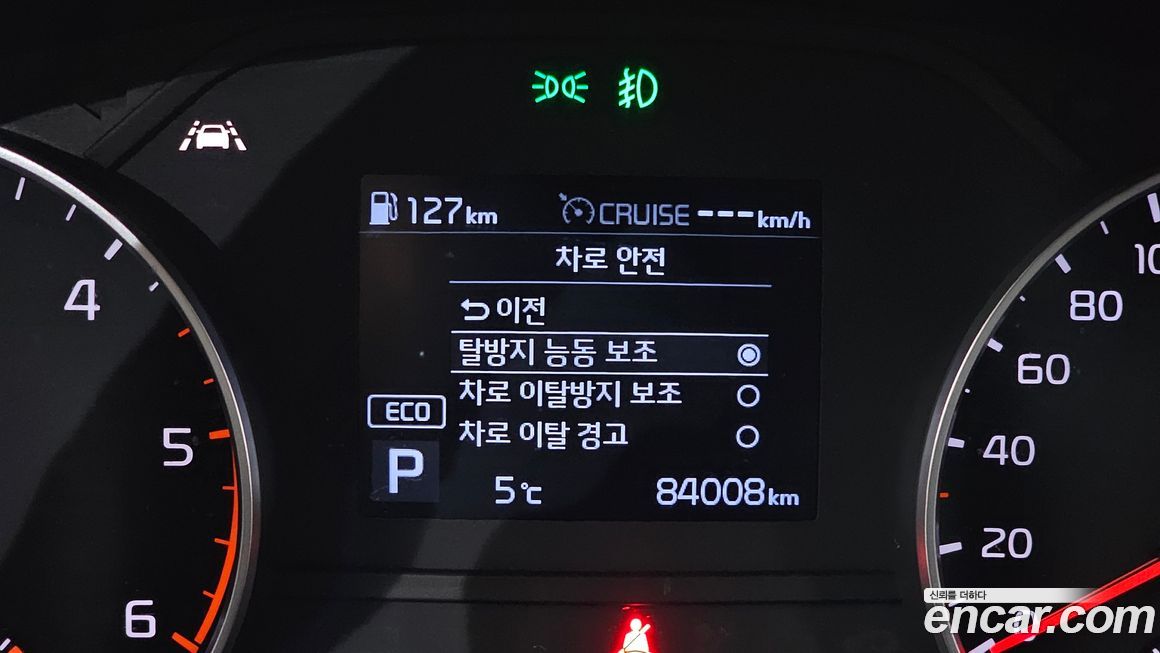 127km CRUISE ---km/h
차로 안전
이전
탈방지 능동 보조
차로 이탈방지 보조
차로 이탈 경고
ECO
P
5℃ 84008km
4
5
6
80
60
40
20
신뢰를 더하다
encar.com